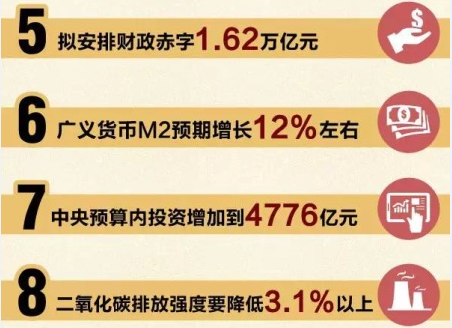 5 拟安排财政赤字1.62万亿元
6 广义货币M2预期增长12%左右
7 中央预算内投资增加到4776亿元
8 二氧化碳排放强度要降低3.1%以上